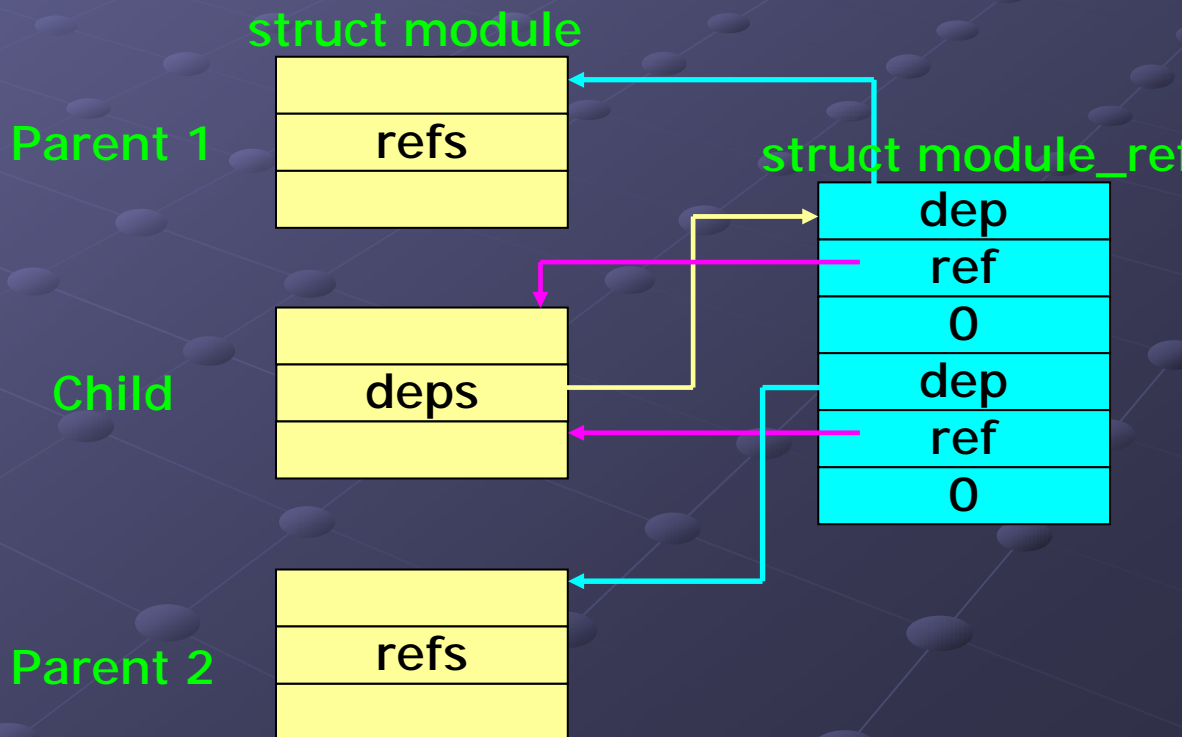 struct module
Parent 1
refs
struct module_ref
dep
ref
0
Child
deps
dep
ref
0
Parent 2
refs